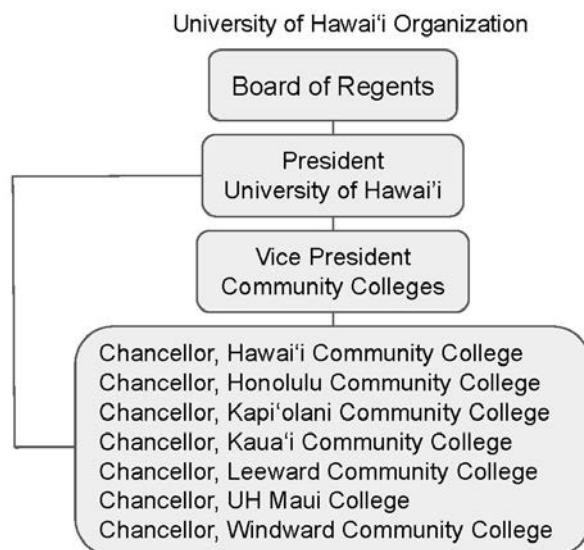 University of Hawai‘i Organization
Board of Regents
President
University of Hawai‘i
Vice President
Community Colleges
Chancellor, Hawai‘i Community College
Chancellor, Honolulu Community College
Chancellor, Kapi‘olani Community College
Chancellor, Kaua‘i Community College
Chancellor, Leeward Community College
Chancellor, UH Maui College
Chancellor, Windward Community College